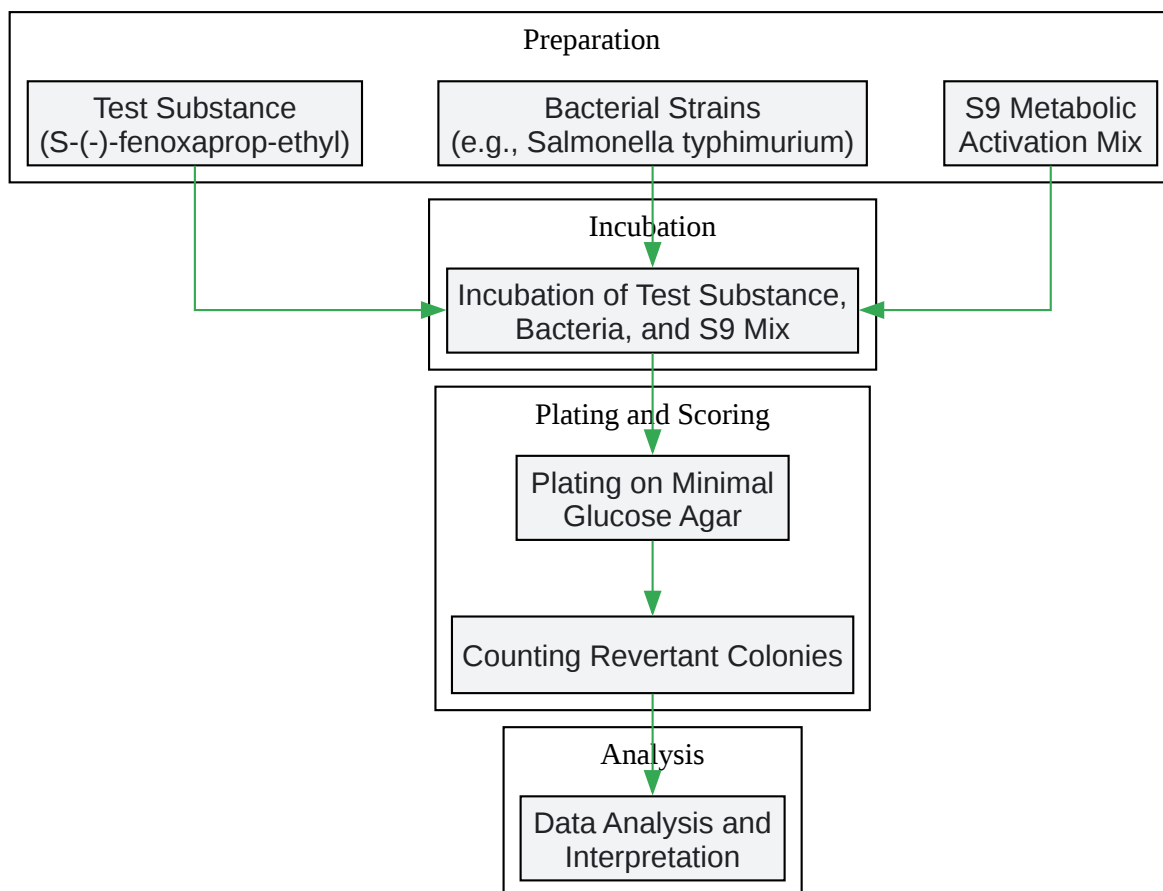 Preparation
Test Substance
(S-(-)-fenoxaprop-ethyl)
Bacterial Strains
(e.g., Salmonella typhimurium)
S9 Metabolic
Activation Mix
Incubation
Incubation of Test Substance,
Bacteria, and S9 Mix
Plating and Scoring
Plating on Minimal
Glucose Agar
Counting Revertant Colonies
Analysis
Data Analysis and
Interpretation